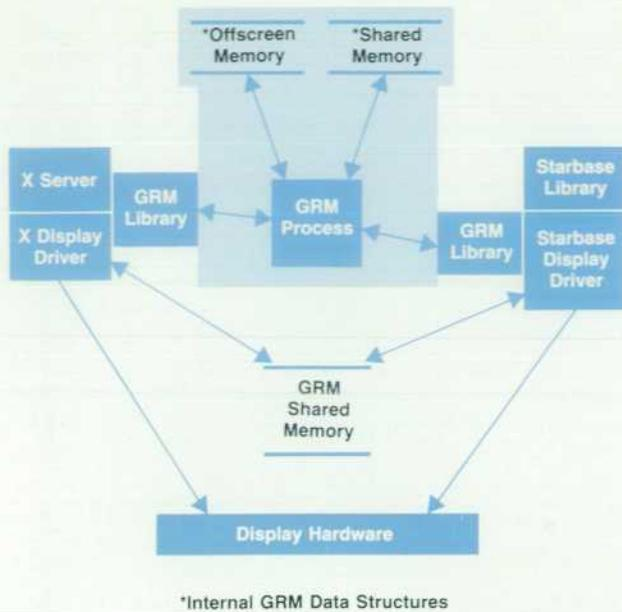 *Offscreen
Memory
*Shared
Memory
X Server
X Display
Driver
GRM
Library
GRM
Process
GRM
Library
Starbase
Library
Starbase
Display
Driver
GRM
Shared
Memory
Display Hardware
*Internal GRM Data Structures